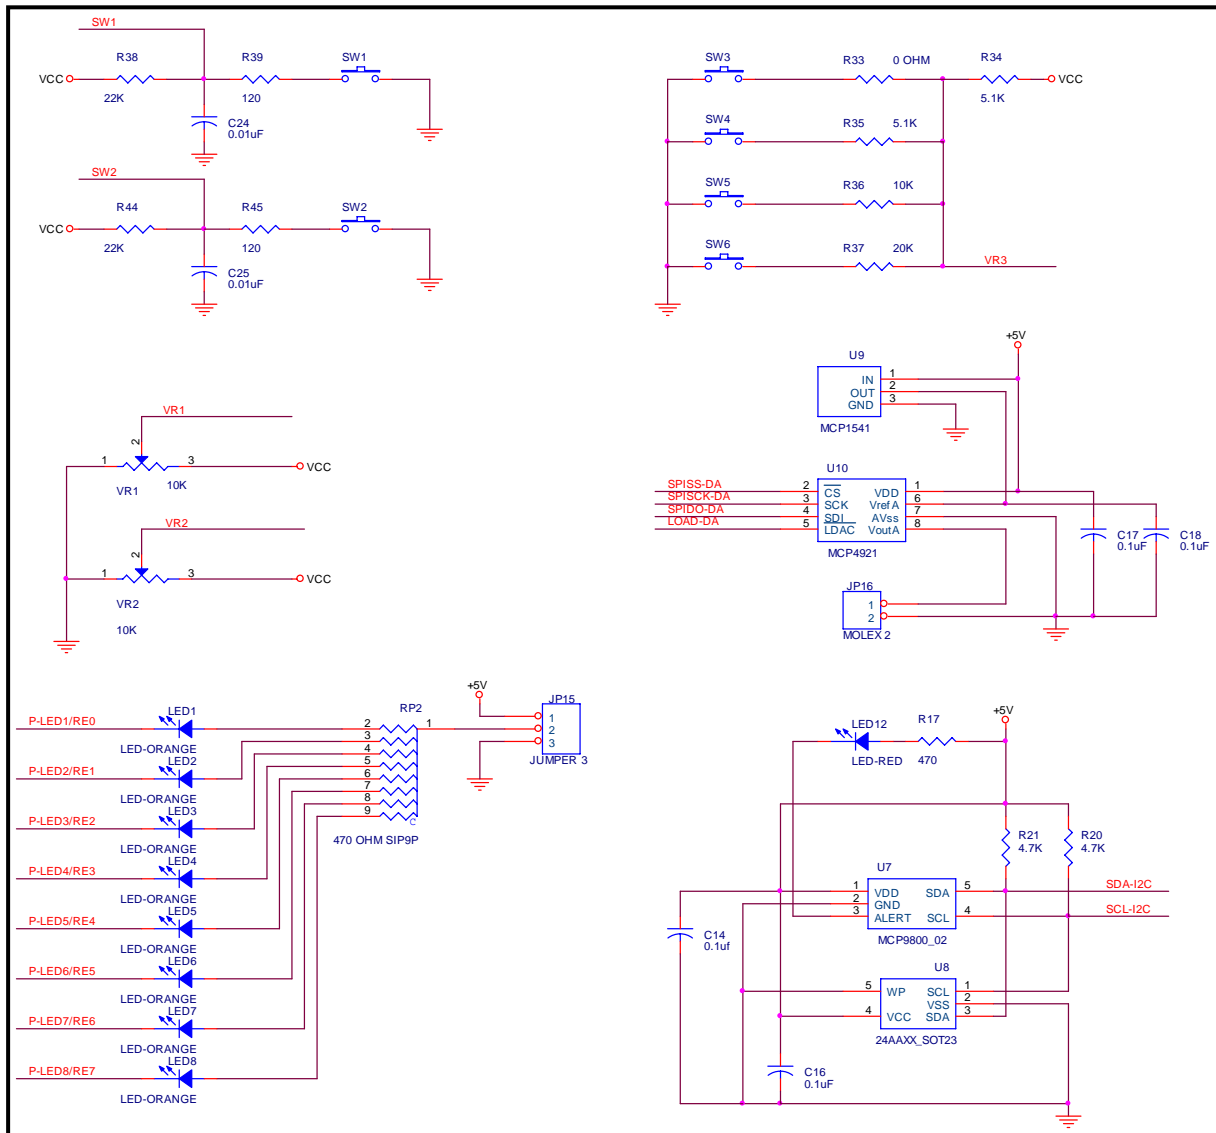 SW1
R38
R39
SW1
VCC
22K
120
C24
0.01uF
SW2
R44
R45
SW2
VCC
22K
120
C25
0.01uF
SW3
R33
0 OHM
R34
VCC
5.1K
SW4
R35
5.1K
SW5
R36
10K
SW6
R37
20K
VR3
VR1
2
1
3
VCC
VR1
10K
VR2
2
1
3
VCC
VR2
10K
+5V
U9
IN
1
OUT
2
GND
3
MCP1541
U10
SPISS-DA
2
CS
VDD
1
SPISCK-DA
3
SCK
VrefA
6
SPIDO-DA
4
SDI
AVss
7
LOAD-DA
5
LDAC
VoutA
8
MCP4921
C17
0.1uF
C18
0.1uF
JP16
1
2
MOLEX 2
P-LED1/RE0
LED1
LED-ORANGE
P-LED2/RE1
LED2
LED-ORANGE
P-LED3/RE2
LED3
LED-ORANGE
P-LED4/RE3
LED4
LED-ORANGE
P-LED5/RE4
LED5
LED-ORANGE
P-LED6/RE5
LED6
LED-ORANGE
P-LED7/RE6
LED7
LED-ORANGE
P-LED8/RE7
LED8
LED-ORANGE
RP2
2
1
3
4
5
6
7
8
9
C
470 OHM SIP9P
+5V
JP15
1
2
3
JUMPER 3
+5V
LED12
R17
LED-RED
470
R21
4.7K
R20
4.7K
U7
1
VDD
SDA
5
SDA-I2C
2
GND
3
ALERT
SCL
4
SCL-I2C
MCP9800_02
C14
0.1uf
U8
5
WP
SCL
1
VSS
2
4
VCC
SDA
3
24AAXX_SOT23
C16
0.1uF